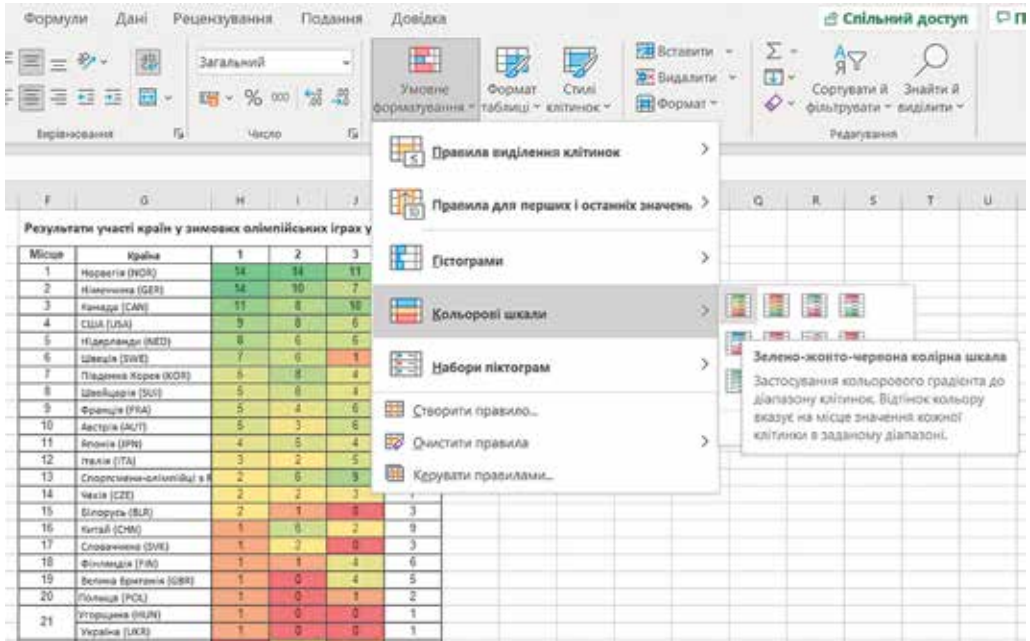 Формули Дані Рецензування Подання Довідка
Спільний доступ
Загальний
Умовне форматування
Формат таблиці
Стилі клітинок
Вставити
Видалити
Формат
Сортувати й фільтрувати
Знайти й виділити
Вирівнювання
Число
Редагування
Правила виділення клітинок
Правила для перших і останніх значень
Гістограми
Кольорові шкали
Набори піктограм
Створити правило...
Очистити правила
Керувати правилами...
Зелено-жовто-червона колірна шкала
Застосування кольорового градієнта до
діапазону клітинок. Відтінок кольору
вказує на місце значення кожної
клітинки в заданому діапазоні.
F G H I J Q R S T U
Результати участі країн у зимових олімпійських іграх у
Місце Країна 1 2 3
1 Норвегія (NOR) 14 14 11
2 Німеччина (GER) 14 10 7
3 Канада (CAN) 11 8 10
4 США (USA) 9 8 6
5 Нідерланди (NED) 8 6 6
6 Швеція (SWE) 7 6 1
7 Південна Корея (KOR) 5 8 4
8 Швейцарія (SUI) 5 6 4
9 Франція (FRA) 5 4 6
10 Австрія (AUT) 5 3 6
11 Японія (JPN) 4 5 4
12 Італія (ITA) 3 2 5
13 Спортсмени-олімпійці з 2 6 9
14 Чехія (CZE) 2 2 3 7
15 Білорусь (BLR) 2 1 0 3
16 Китай (CHN) 1 6 2 9
17 Словаччина (SVK) 1 2 0 3
18 Фінляндія (FIN) 1 1 4 6
19 Велика Британія (GBR) 1 0 4 5
20 Польща (POL) 1 0 1 2
21 Угорщина (HUN) 1 0 0 1
Україна (UKR) 1 0 0 1